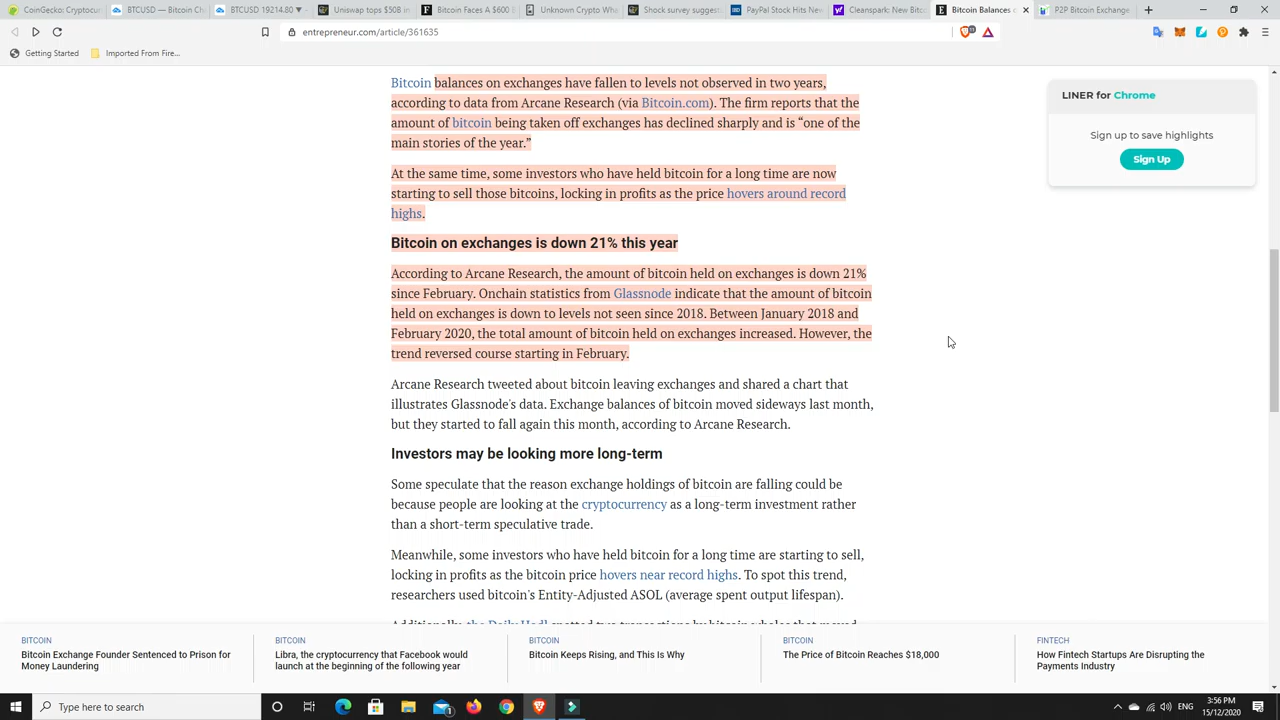 CoinGecko: Cryptocurr
BTCUSD — Bitcoin Ch
BTCUSD 19214.80 ▼
Uniswap tops $50B in
Bitcoin Faces A $600 B
Unknown Crypto Wha
Shock survey suggest
PayPal Stock Hits New
Cleanspark: New Bitc
Bitcoin Balances o
P2P Bitcoin Exchange
entrepreneur.com/article/361635
Getting Started
Imported From Fire...
Bitcoin balances on exchanges have fallen to levels not observed in two years,
according to data from Arcane Research (via Bitcoin.com). The firm reports that the
amount of bitcoin being taken off exchanges has declined sharply and is “one of the
main stories of the year.”
At the same time, some investors who have held bitcoin for a long time are now
starting to sell those bitcoins, locking in profits as the price hovers around record
highs.
Bitcoin on exchanges is down 21% this year
According to Arcane Research, the amount of bitcoin held on exchanges is down 21%
since February. Onchain statistics from Glassnode indicate that the amount of bitcoin
held on exchanges is down to levels not seen since 2018. Between January 2018 and
February 2020, the total amount of bitcoin held on exchanges increased. However, the
trend reversed course starting in February.
Arcane Research tweeted about bitcoin leaving exchanges and shared a chart that
illustrates Glassnode's data. Exchange balances of bitcoin moved sideways last month,
but they started to fall again this month, according to Arcane Research.
Investors may be looking more long-term
Some speculate that the reason exchange holdings of bitcoin are falling could be
because people are looking at the cryptocurrency as a long-term investment rather
than a short-term speculative trade.
Meanwhile, some investors who have held bitcoin for a long time are starting to sell,
locking in profits as the bitcoin price hovers near record highs. To spot this trend,
researchers used bitcoin's Entity-Adjusted ASOL (average spent output lifespan).
Additionally, the Daily Hodl spotted two transactions by bitcoin whales that moved
LINER for Chrome
Sign up to save highlights
Sign Up
BITCOIN
Bitcoin Exchange Founder Sentenced to Prison for
Money Laundering
BITCOIN
Libra, the cryptocurrency that Facebook would
launch at the beginning of the following year
BITCOIN
Bitcoin Keeps Rising, and This Is Why
BITCOIN
The Price of Bitcoin Reaches $18,000
FINTECH
How Fintech Startups Are Disrupting the
Payments Industry
Type here to search
ENG
3:56 PM
15/12/2020